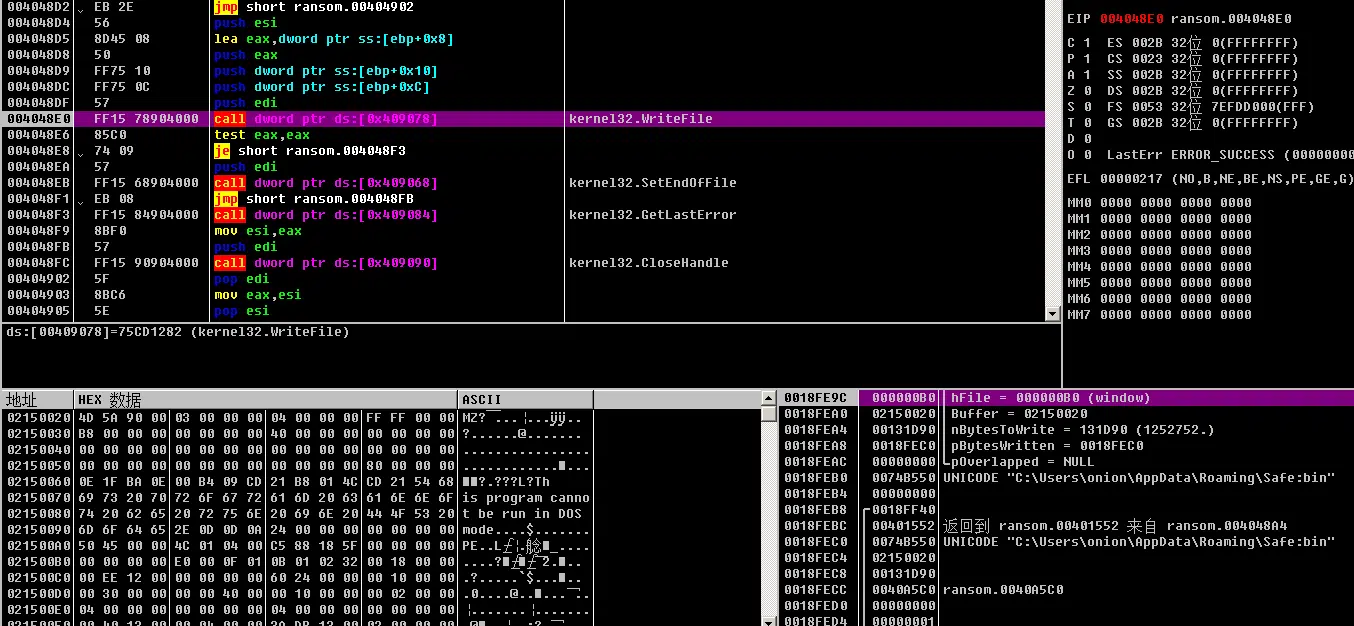 004048D2 EB 2E jmp short ransom.00404902
004048D4 56 push esi
004048D5 8D45 08 lea eax,dword ptr ss:[ebp+0x8]
004048D8 50 push eax
004048D9 FF75 10 push dword ptr ss:[ebp+0x10]
004048DC FF75 0C push dword ptr ss:[ebp+0xC]
004048DF 57 push edi
004048E0 FF15 78904000 call dword ptr ds:[0x409078] kernel32.WriteFile
004048E6 85C0 test eax,eax
004048E8 74 09 je short ransom.004048F3
004048EA 57 push edi
004048EB FF15 68904000 call dword ptr ds:[0x409068] kernel32.SetEndOfFile
004048F1 EB 08 jmp short ransom.004048FB
004048F3 FF15 84904000 call dword ptr ds:[0x409084] kernel32.GetLastError
004048F9 8BF0 mov esi,eax
004048FB 57 push edi
004048FC FF15 90904000 call dword ptr ds:[0x409090] kernel32.CloseHandle
00404902 5F pop edi
00404903 8BC6 mov eax,esi
00404905 5E pop esi
ds:[00409078]=75CD1282 (kernel32.WriteFile)
EIP 004048E0 ransom.004048E0
C 1 ES 002B 32位 0(FFFFFFFF)
P 1 CS 0023 32位 0(FFFFFFFF)
A 1 SS 002B 32位 0(FFFFFFFF)
Z 0 DS 002B 32位 0(FFFFFFFF)
S 0 FS 0053 32位 7EFDD000(FFF)
T 0 GS 002B 32位 0(FFFFFFFF)
D 0
O 0 LastErr ERROR_SUCCESS (00000000
EFL 00000217 (NO,B,NE,BE,NS,PE,GE,G)
MM0 0000 0000 0000 0000
MM1 0000 0000 0000 0000
MM2 0000 0000 0000 0000
MM3 0000 0000 0000 0000
MM4 0000 0000 0000 0000
MM5 0000 0000 0000 0000
MM6 0000 0000 0000 0000
MM7 0000 0000 0000 0000
地址 HEX 数据 ASCII
02150020 4D 5A 90 00 03 00 00 00 04 00 00 00 FF FF 00 00
02150030 B8 00 00 00 00 00 00 00 40 00 00 00 00 00 00 00 ?.......@.......
02150040 00 00 00 00 00 00 00 00 00 00 00 00 00 00 00 00 ................
02150050 00 00 00 00 00 00 00 00 00 00 00 00 80 00 00 00
02150060 0E 1F BA 0E 00 B4 09 CD 21 B8 01 4C CD 21 54 68
02150070 69 73 20 70 72 6F 67 72 61 6D 20 63 61 6E 6E 6F is program canno
02150080 74 20 62 65 20 72 75 6E 20 69 6E 20 44 4F 53 20 t be run in DOS
02150090 6D 6F 64 65 2E 0D 0D 0A 24 00 00 00 00 00 00 00 mode....$.......
021500A0 50 45 00 00 4C 01 04 00 C5 88 18 5F 00 00 00 00
021500B0 00 00 00 00 E0 00 0F 01 0B 01 02 32 00 18 00 00
021500C0 00 EE 12 00 00 00 00 00 60 24 00 00 00 10 00 00
021500D0 00 30 00 00 00 00 40 00 00 10 00 00 00 02 00 00
021500E0 04 00 00 00 00 00 00 00 04 00 00 00 00 00 00 00
0018FE9C 000000B0 hFile = 000000B0 (window)
0018FEA0 02150020 Buffer = 02150020
0018FEA4 00131D90 nBytesToWrite = 131D90 (1252752.)
0018FEA8 0018FEC0 pBytesWritten = 0018FEC0
0018FEAC 00000000 pOverlapped = NULL
0018FEB0 0074B550 UNICODE "C:\Users\onion\AppData\Roaming\Safe:bin"
0018FEB4 00000000
0018FEB8 0018FF40
0018FEBC 00401552 返回到 ransom.00401552 来自 ransom.004048A4
0018FEC0 0074B550 UNICODE "C:\Users\onion\AppData\Roaming\Safe:bin"
0018FEC4 02150020
0018FEC8 00131D90
0018FECC 0040A5C0 ransom.0040A5C0
0018FED0 00000000
0018FED4 00000001